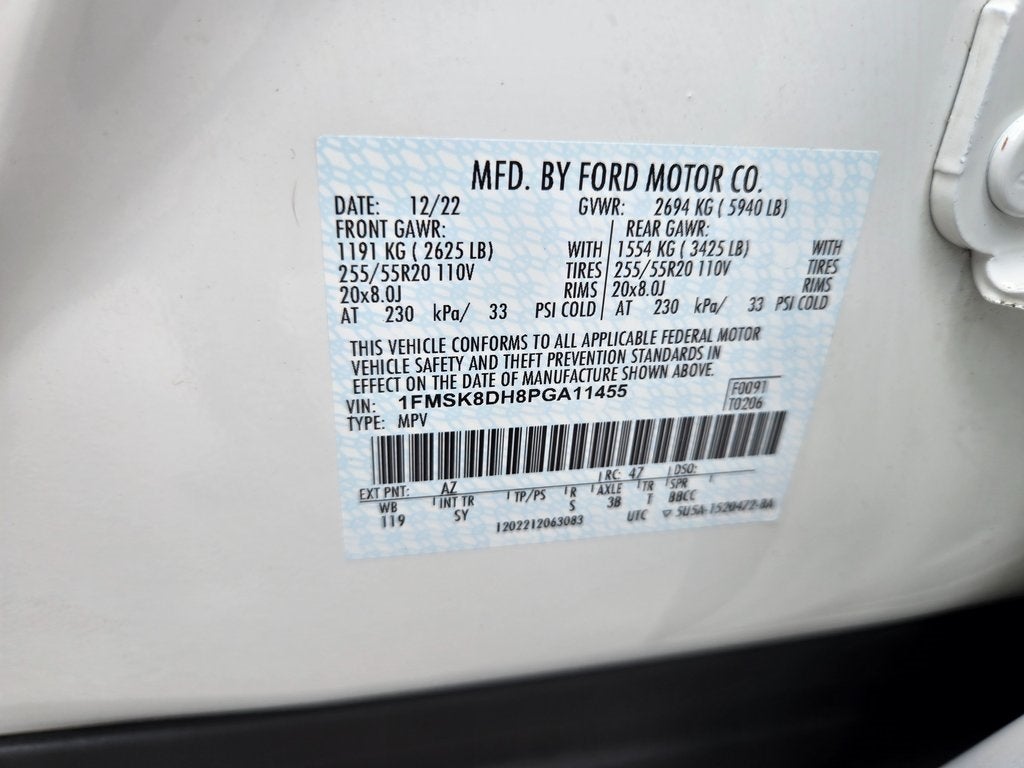 MFD. BY FORD MOTOR CO.
DATE: 12/22 GVWR: 2694 KG ( 5940 LB)
FRONT GAWR: REAR GAWR:
1191 KG ( 2625 LB) WITH 1554 KG ( 3425 LB) WITH
255/55R20 110V TIRES 255/55R20 110V TIRES
20x8.0J RIMS 20x8.0J RIMS
AT 230 kPa/ 33 PSI COLD AT 230 kPa/ 33 PSI COLD
THIS VEHICLE CONFORMS TO ALL APPLICABLE FEDERAL MOTOR
VEHICLE SAFETY AND THEFT PREVENTION STANDARDS IN
EFFECT ON THE DATE OF MANUFACTURE SHOWN ABOVE.
VIN: 1FMSK8DH8PGA11455 F0091
TYPE: MPV T0206
EXT PNT: AZ RC: 47 DSO:
WB INT TR TP/PS R AXLE TR SPR
119 SY S 3B T BBCC
1202212063083 UTC ▽ 5U5A-1520472-BA